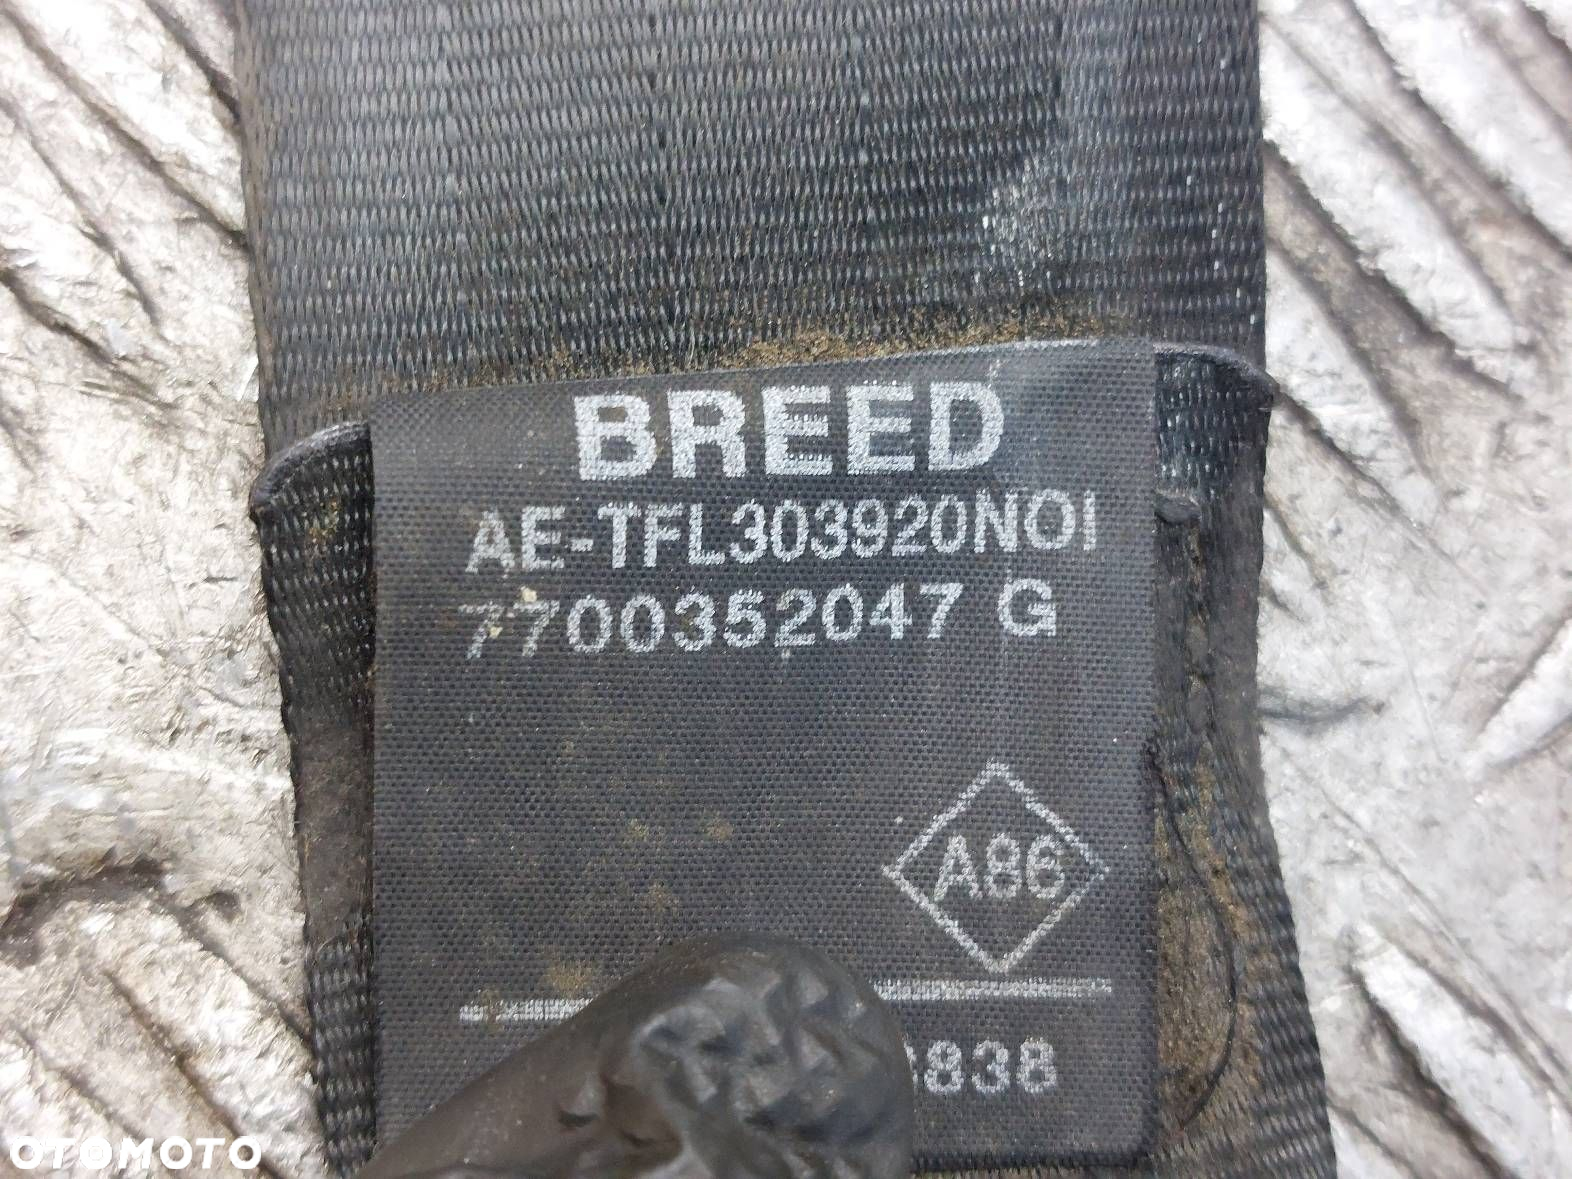 BREED
AE-TFL303920NOI
7700352047 G
A86
838
OTOMOTO